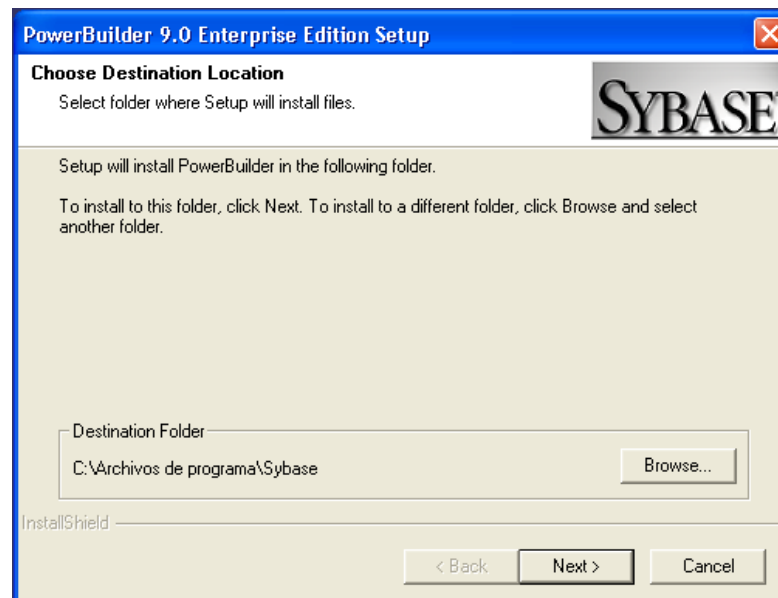 PowerBuilder 9.0 Enterprise Edition Setup
Choose Destination Location
Select folder where Setup will install files.
SYBASE
Setup will install PowerBuilder in the following folder.
To install to this folder, click Next. To install to a different folder, click Browse and select
another folder.
Destination Folder
C:\Archivos de programa\Sybase
Browse...
InstallShield
< Back
Next >
Cancel